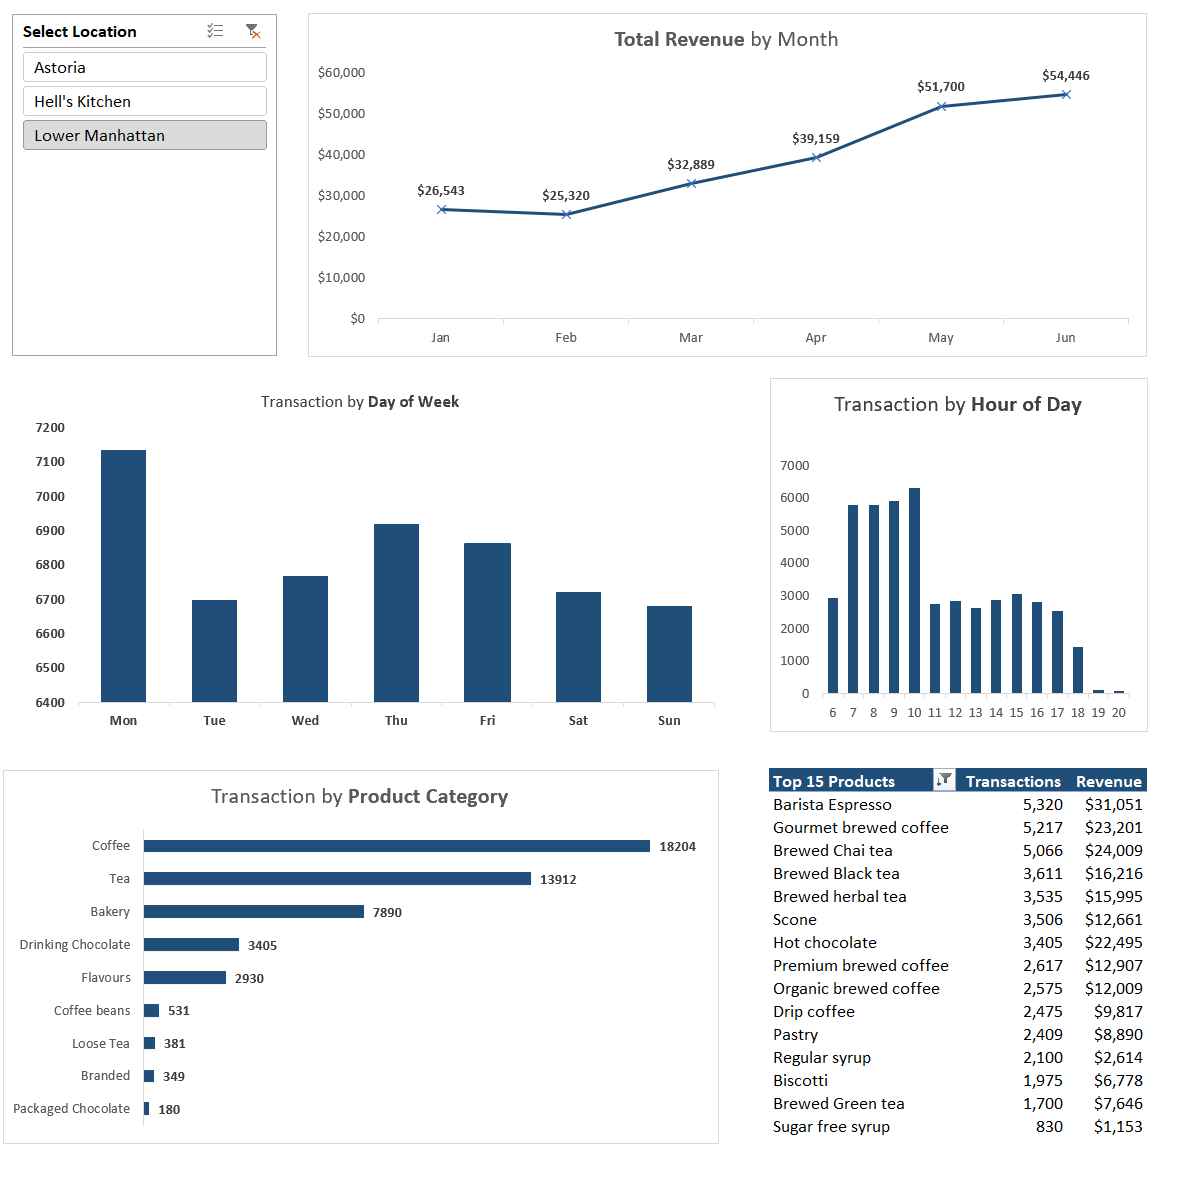 Select Location
Astoria
Hell's Kitchen
Lower Manhattan
Total Revenue by Month
$60,000
$50,000
$40,000
$30,000
$20,000
$10,000
$0
$26,543
$25,320
$32,889
$39,159
$51,700
$54,446
Jan Feb Mar Apr May Jun
Transaction by Day of Week
7200
7100
7000
6900
6800
6700
6600
6500
6400
Mon Tue Wed Thu Fri Sat Sun
Transaction by Hour of Day
7000
6000
5000
4000
3000
2000
1000
0
6 7 8 9 10 11 12 13 14 15 16 17 18 19 20
Transaction by Product Category
Coffee 18204
Tea 13912
Bakery 7890
Drinking Chocolate 3405
Flavours 2930
Coffee beans 531
Loose Tea 381
Branded 349
Packaged Chocolate 180
Top 15 Products Transactions Revenue
Barista Espresso 5,320 $31,051
Gourmet brewed coffee 5,217 $23,201
Brewed Chai tea 5,066 $24,009
Brewed Black tea 3,611 $16,216
Brewed herbal tea 3,535 $15,995
Scone 3,506 $12,661
Hot chocolate 3,405 $22,495
Premium brewed coffee 2,617 $12,907
Organic brewed coffee 2,575 $12,009
Drip coffee 2,475 $9,817
Pastry 2,409 $8,890
Regular syrup 2,100 $2,614
Biscotti 1,975 $6,778
Brewed Green tea 1,700 $7,646
Sugar free syrup 830 $1,153